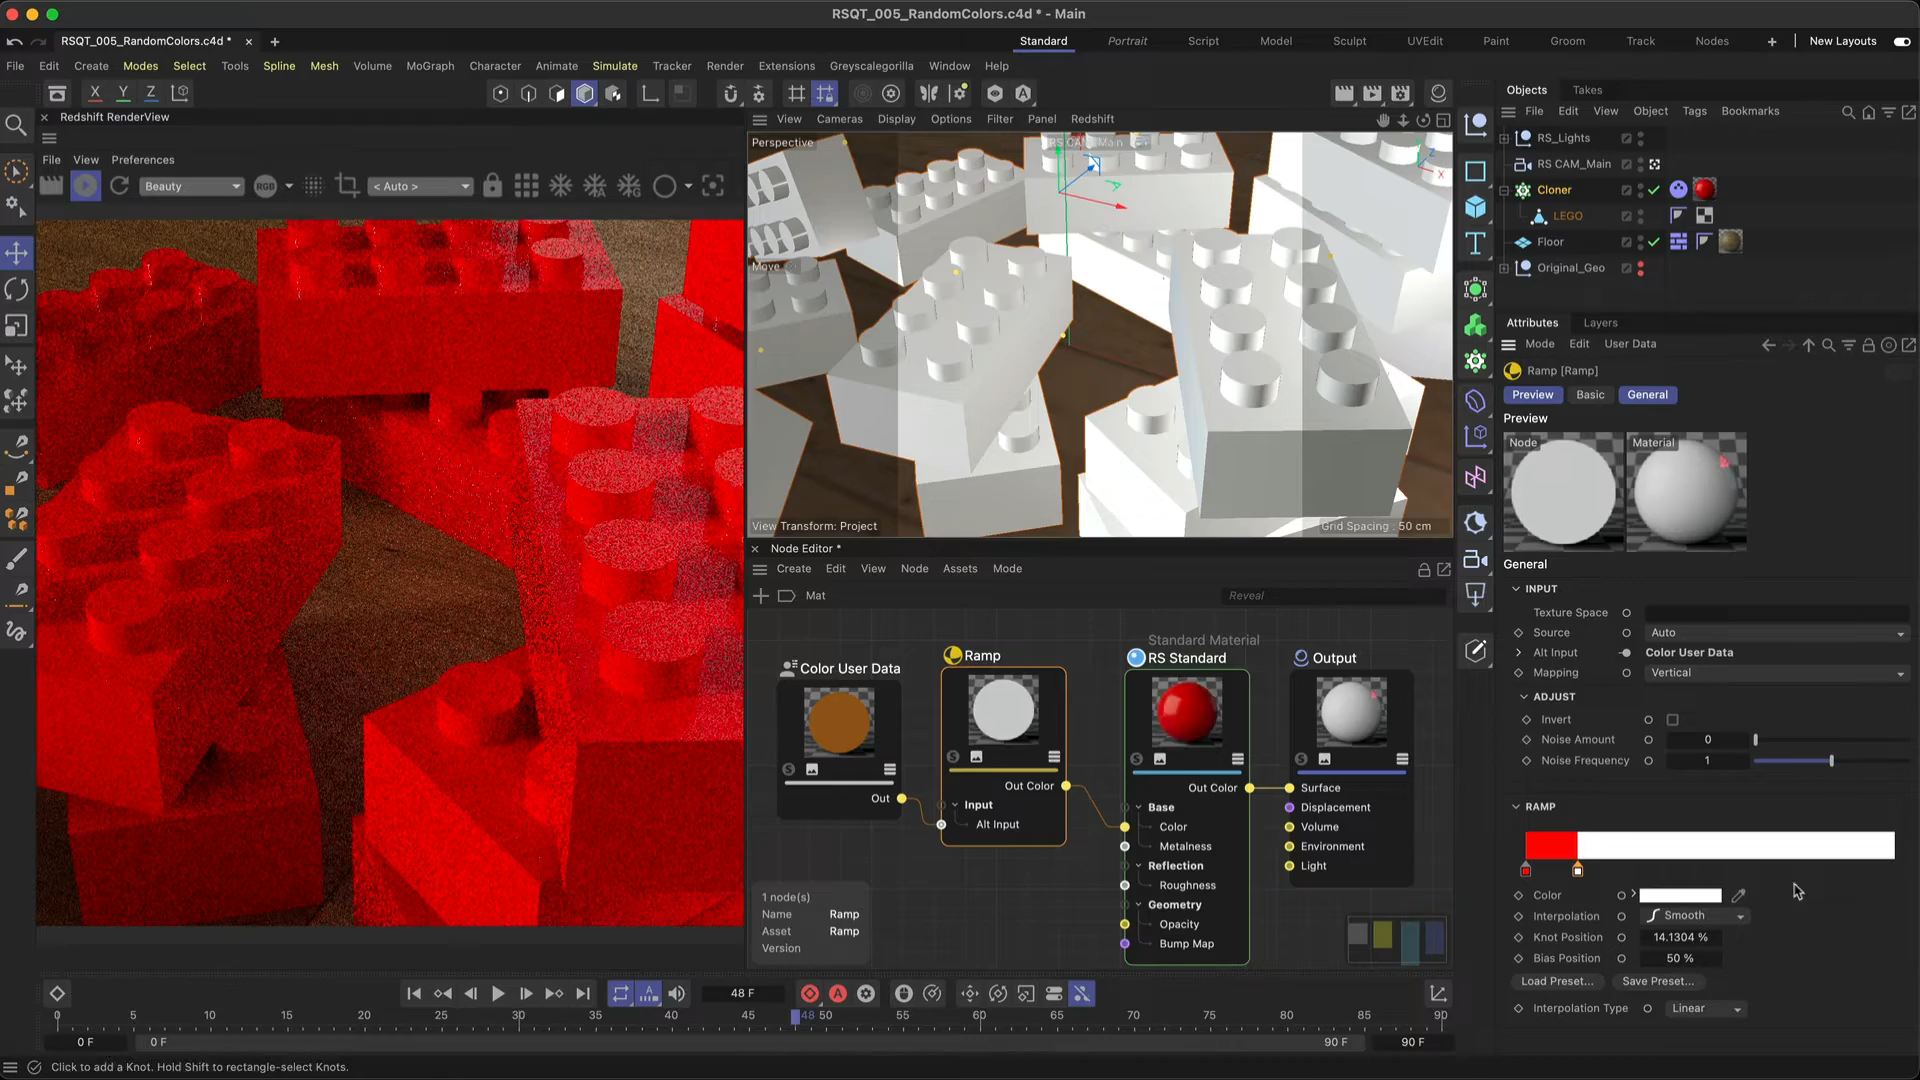 RSQT_005_RandomColors.c4d * - Main
RSQT_005_RandomColors.c4d *
Standard Portrait Script Model Sculpt UVEdit Paint Groom Track Nodes New Layouts
File Edit Create Modes Select Tools Spline Mesh Volume MoGraph Character Animate Simulate Tracker Render Extensions Greyscalegorilla Window Help
X Y Z
Redshift RenderView
File View Preferences
Beauty
RGB
< Auto >
View Cameras Display Options Filter Panel Redshift
Perspective
RS CAM_Main
Move
View Transform: Project
Grid Spacing : 50 cm
Node Editor *
Create Edit View Node Assets Mode
Mat
Reveal
Color User Data
Out
Ramp
Out Color
Input
Alt Input
Standard Material
RS Standard
Out Color
Base
Color
Metalness
Reflection
Roughness
Geometry
Opacity
Bump Map
Output
Surface
Displacement
Volume
Environment
Light
1 node(s)
Name Ramp
Asset Ramp
Version
Objects Takes
File Edit View Object Tags Bookmarks
RS_Lights
RS CAM_Main
Cloner
LEGO
Floor
Original_Geo
Attributes Layers
Mode Edit User Data
Ramp [Ramp]
Preview Basic General
Preview
Node
Material
General
INPUT
Texture Space
Source Auto
Alt Input Color User Data
Mapping Vertical
ADJUST
Invert
Noise Amount 0
Noise Frequency 1
RAMP
Color
Interpolation Smooth
Knot Position 14.1304 %
Bias Position 50 %
Load Preset... Save Preset...
Interpolation Type Linear
48 F
0 5 10 15 20 25 30 35 40 45 48 50 55 60 65 70 75 80 85 90
0 F 0 F 90 F 90 F
Click to add a Knot. Hold Shift to rectangle-select Knots.